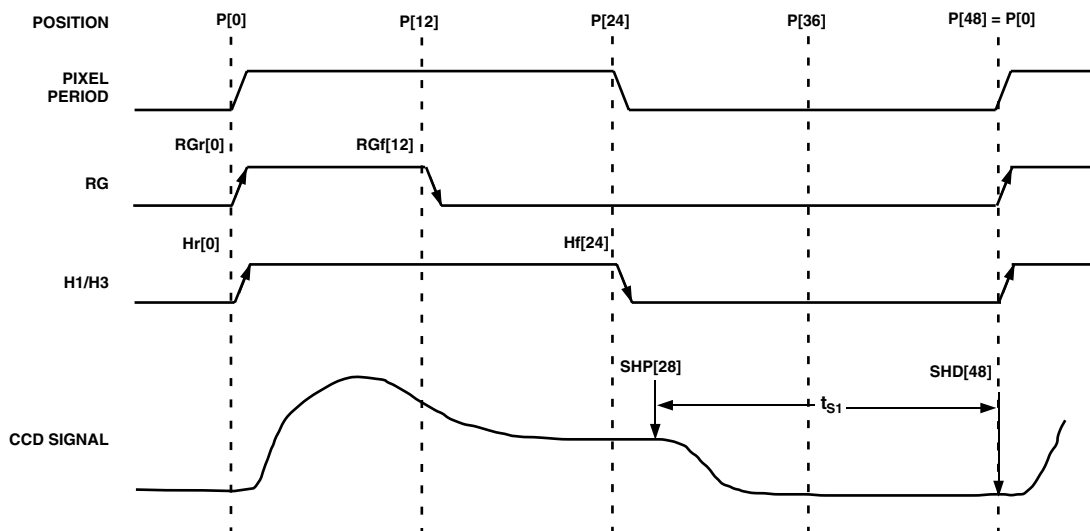 POSITION P[0] P[12] P[24] P[36] P[48] = P[0]
PIXEL
PERIOD
RGr[0] RGf[12]
RG
Hr[0] Hf[24]
H1/H3
SHP[28] SHD[48]
tS1
CCD SIGNAL